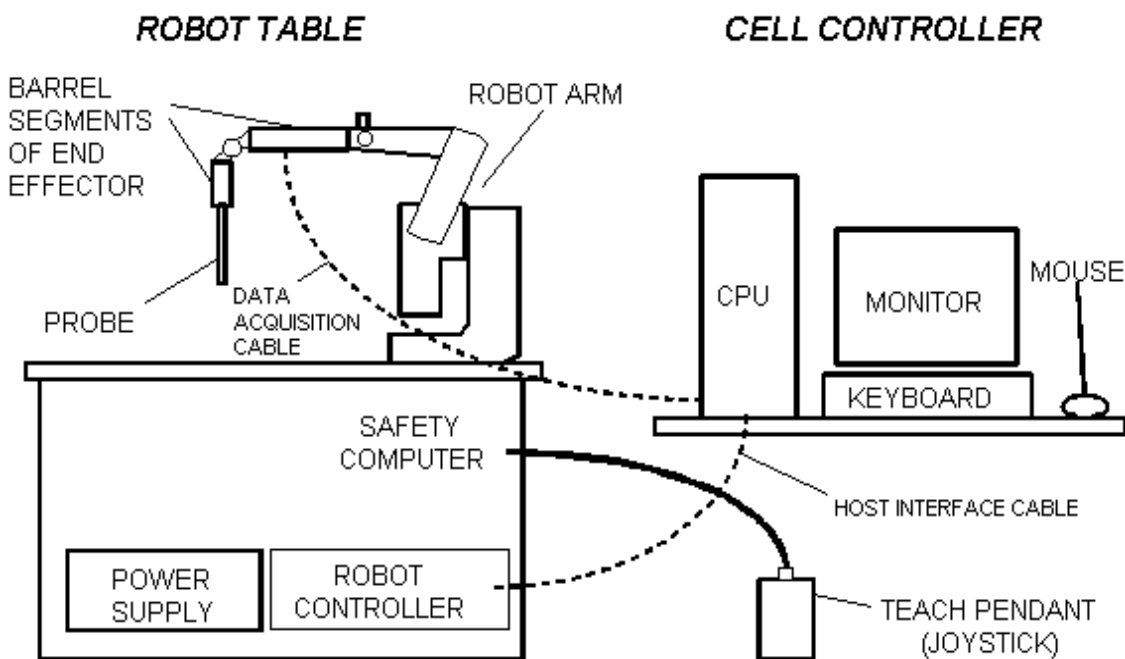 ROBOT TABLE
CELL CONTROLLER
BARREL
SEGMENTS
OF END
EFFECTOR
ROBOT ARM
PROBE
DATA
ACQUISITION
CABLE
CPU
MONITOR
MOUSE
KEYBOARD
SAFETY
COMPUTER
HOST INTERFACE CABLE
POWER
SUPPLY
ROBOT
CONTROLLER
TEACH PENDANT
(JOYSTICK)